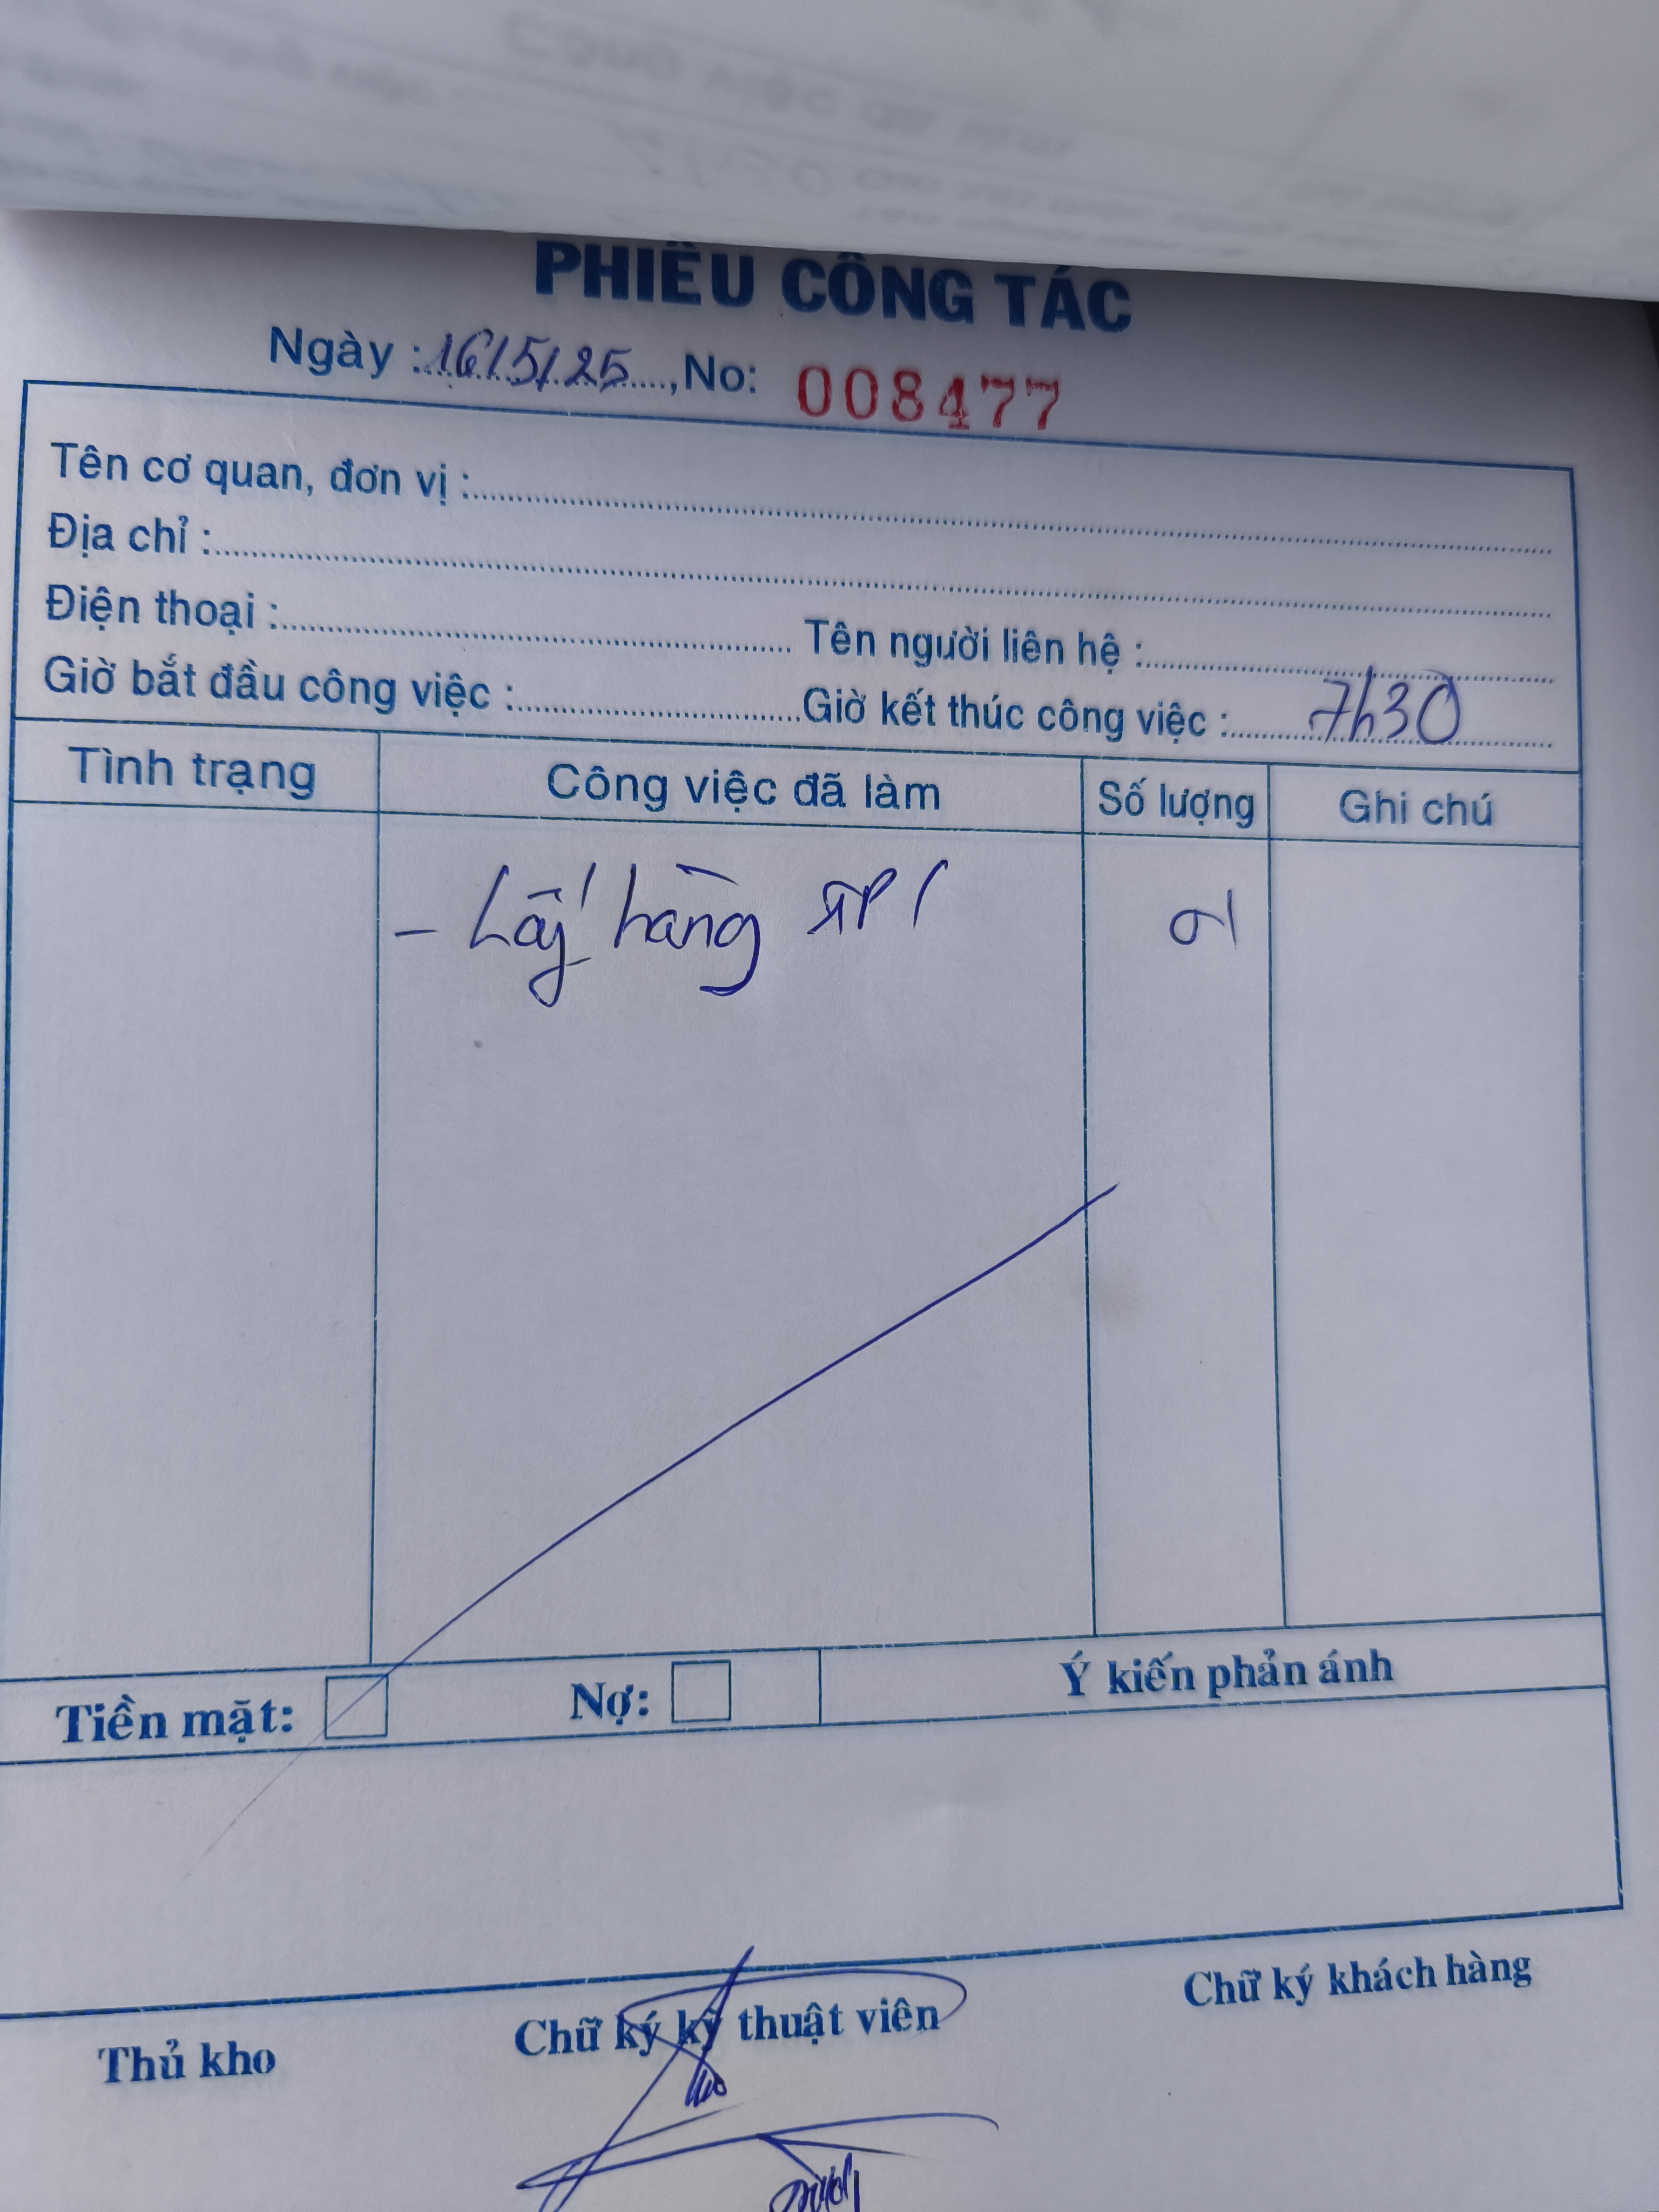 PHIẾU CÔNG TÁC
Ngày : 16/5/25, No: 008477
Tên cơ quan, đơn vị :
Địa chỉ :
Điện thoại : Tên người liên hệ :
Giờ bắt đầu công việc : Giờ kết thúc công việc : 7h30
Tình trạng Công việc đã làm Số lượng Ghi chú
- Lấy hàng 01
Tiền mặt: Nợ: Ý kiến phản ánh
Thủ kho Chữ ký kỹ thuật viên Chữ ký khách hàng